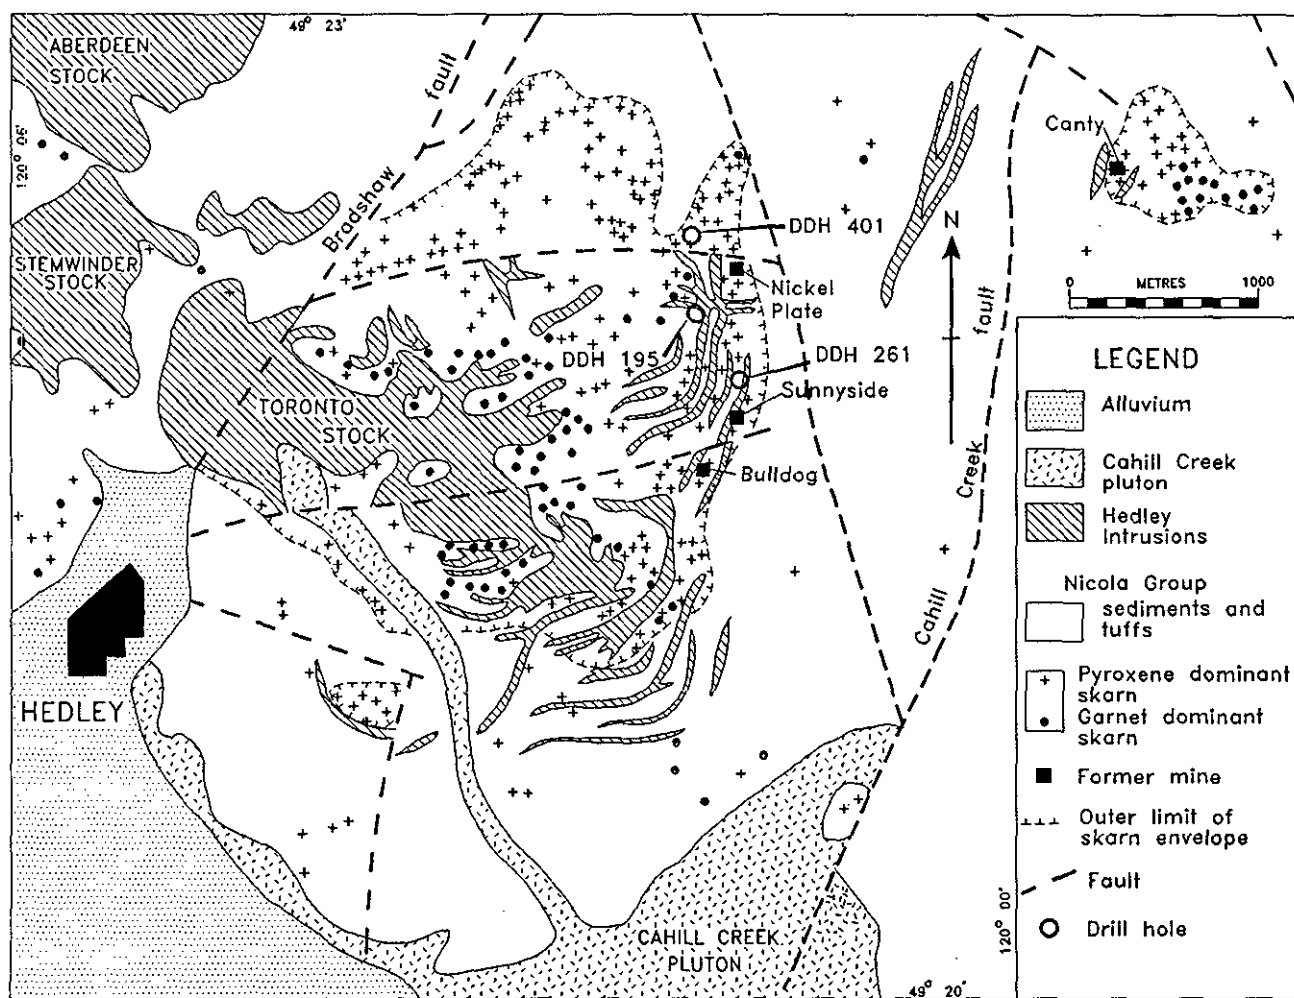 49° 23'
ABERDEEN
STOCK
fault
Bradshaw
120° 05'
Canty
DDH 401
N
STEMWINDER
STOCK
Nickel
Plate
0 METRES 1000
fault
DDH 195
DDH 261
Sunnyside
TORONTO
STOCK
Bulldog
Creek
Cahill
HEDLEY
CAHILL CREEK
PLUTON
49° 20'
120° 00'
LEGEND
Alluvium
Cahill Creek
pluton
Hedley
Intrusions
Nicola Group
sediments and
tuffs
Pyroxene dominant
skarn
Garnet dominant
skarn
Former mine
Outer limit of
skarn envelope
Fault
Drill hole